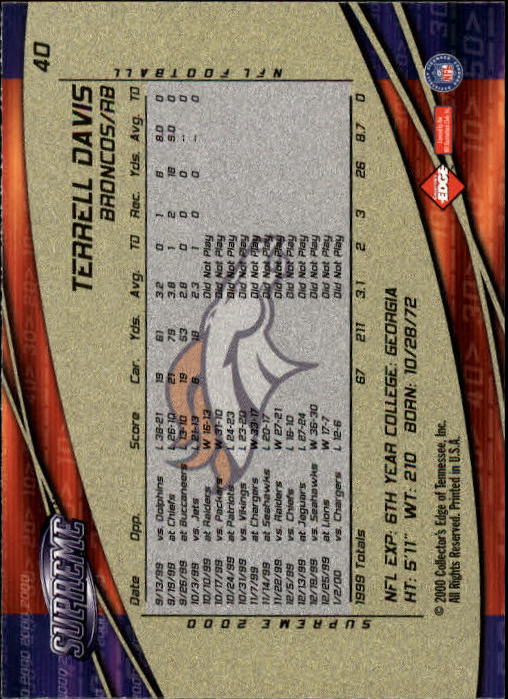 40
TERRELL DAVIS
BRONCOS/RB
NFL FOOTBALL
SUPREME
Date Opp. Score Car. Yds. Avg. TD Rec. Yds. Avg. TD
9/13/99 vs. Dolphins L 38-21 19 61 3.2 0 1 8 8.0 0
9/19/99 at Chiefs L 26-10 21 79 3.8 1 2 18 9.0 0
9/26/99 at Buccaneers L 13-10 19 53 2.8 0 0 0 -.- 0
10/3/99 vs. Jets L 21-13 8 18 2.3 1 0 0 -.- 0
10/10/99 at Raiders W 16-13 Did Not Play
10/17/99 vs. Packers W 31-10 Did Not Play
10/24/99 at Patriots L 24-23 Did Not Play
10/31/99 vs. Vikings L 23-20 Did Not Play
11/7/99 at Chargers W 33-17 Did Not Play
11/14/99 at Seahawks L 20-17 Did Not Play
11/22/99 vs. Raiders W 27-21 Did Not Play
12/5/99 vs. Chiefs L 16-10 Did Not Play
12/13/99 at Jaguars L 27-24 Did Not Play
12/19/99 vs. Seahawks W 36-30 Did Not Play
12/25/99 at Lions W 17-7 Did Not Play
1/2/00 vs. Chargers L 12-6 Did Not Play
1999 Totals 67 211 3.1 2 3 26 8.7 0
SUPREME 2000
NFL EXP: 6TH YEAR COLLEGE: GEORGIA
HT: 5'11" WT: 210 BORN: 10/28/72
© 2000 Collector's Edge of Tennessee, Inc.
All Rights Reserved. Printed in U.S.A.
EDGE
NFL